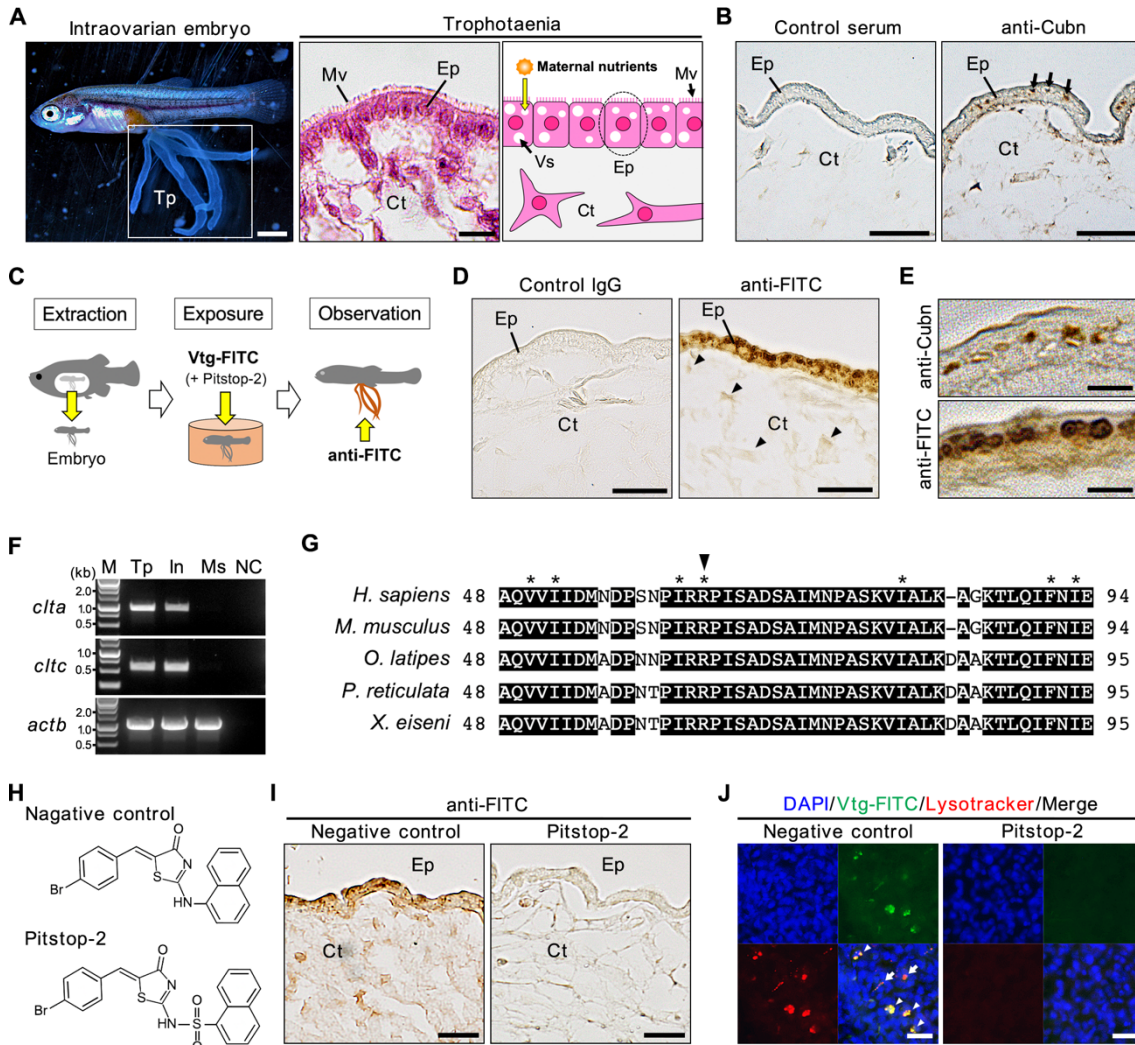 A
Intraovarian embryo
Tp
Trophotaenia
Mv
Ep
Ct
Maternal nutrients
Mv
Vs
Ep
Ct
B
Control serum
anti-Cubn
Ep
Ct
Ep
Ct
C
Extraction
Exposure
Observation
Vtg-FITC
(+ Pitstop-2)
Embryo
anti-FITC
D
Control IgG
anti-FITC
Ep
Ct
Ep
Ct
E
anti-Cubn
anti-FITC
F
M Tp In Ms NC
(kb)
clta
2.0
1.0
0.5
cltc
1.0
0.5
actb
2.0
1.0
0.5
G
* * * * * * *
H. sapiens 48 AQVVIIDMNDPSNPIRRPISADSAIMNPASKVIALK-AGKTLQIFNIE 94
M. musculus 48 AQVVIIDMNDPSNPIRRPISADSAIMNPASKVIALK-AGKTLQIFNIE 94
O. latipes 48 AQVVIIDMADPNNPIRRPISADSAIMNPASKVIALKDAAKTLQIFNIE 95
P. reticulata 48 AQVVIIDMADPNTPIRRPISADSAIMNPASKVIALKDAAKTLQIFNIE 95
X. eiseni 48 AQVVIIDMADPNTPIRRPISADSAIMNPASKVIALKDAAKTLQIFNIE 95
H
Nagative control
O
N
S
Br
HN
Pitstop-2
O
N
S
Br
O
HN-S
O
I
anti-FITC
Negative control
Pitstop-2
Ep
Ct
Ep
Ct
J
DAPI/Vtg-FITC/Lysotracker/Merge
Negative control
Pitstop-2